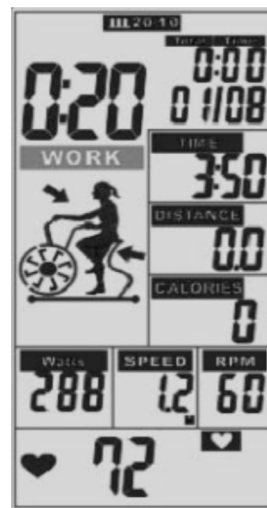 20:10
Total Time
0:20 0:00
01/08
WORK
TIME
3:50
DISTANCE
0.0
CALORIES
0
Watts SPEED RPM
288 1.2 60
72